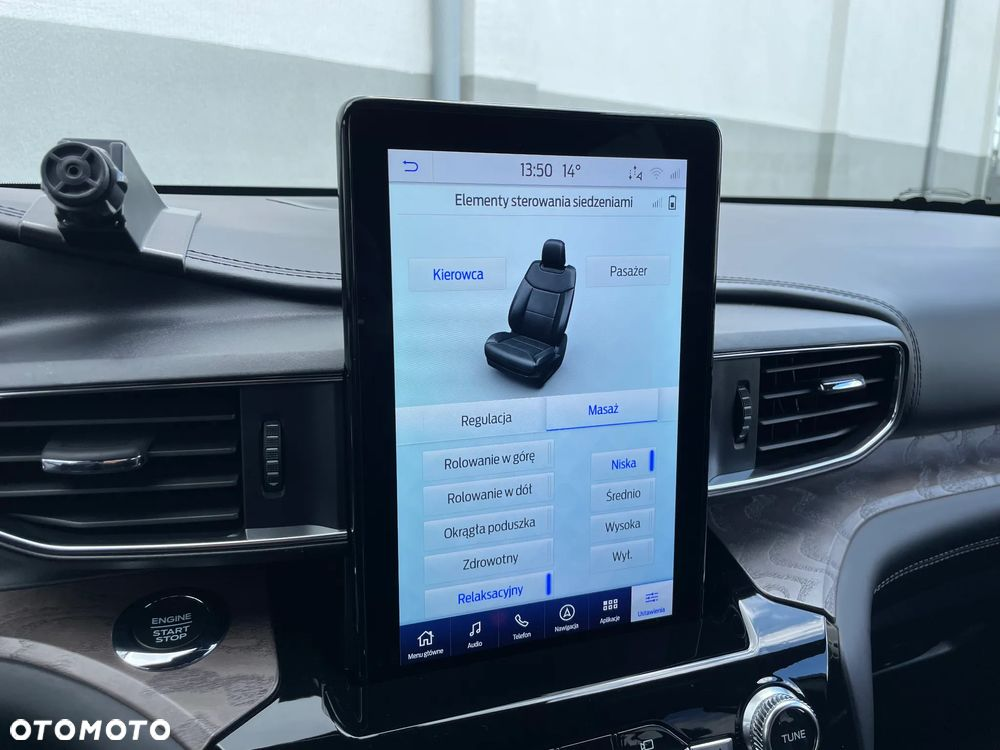 13:50 14°
Elementy sterowania siedzeniami
Kierowca
Pasażer
Regulacja
Masaż
Rolowanie w górę
Niska
Rolowanie w dół
Średnio
Okrągła poduszka
Wysoka
Zdrowotny
Wył.
Relaksacyjny
Menu główne
Audio
Telefon
Nawigacja
Aplikacje
Ustawienia
ENGINE
START
STOP
TUNE
OTOMOTO